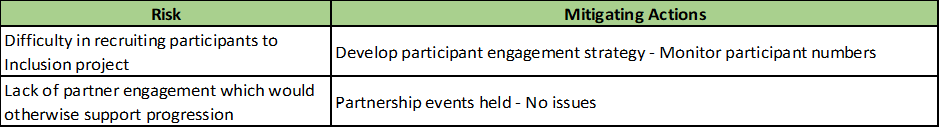 Risk
Mitigating Actions
Difficulty in recruiting participants to
Inclusion project
Develop participant engagement strategy - Monitor participant numbers
Lack of partner engagement which would
otherwise support progression
Partnership events held - No issues